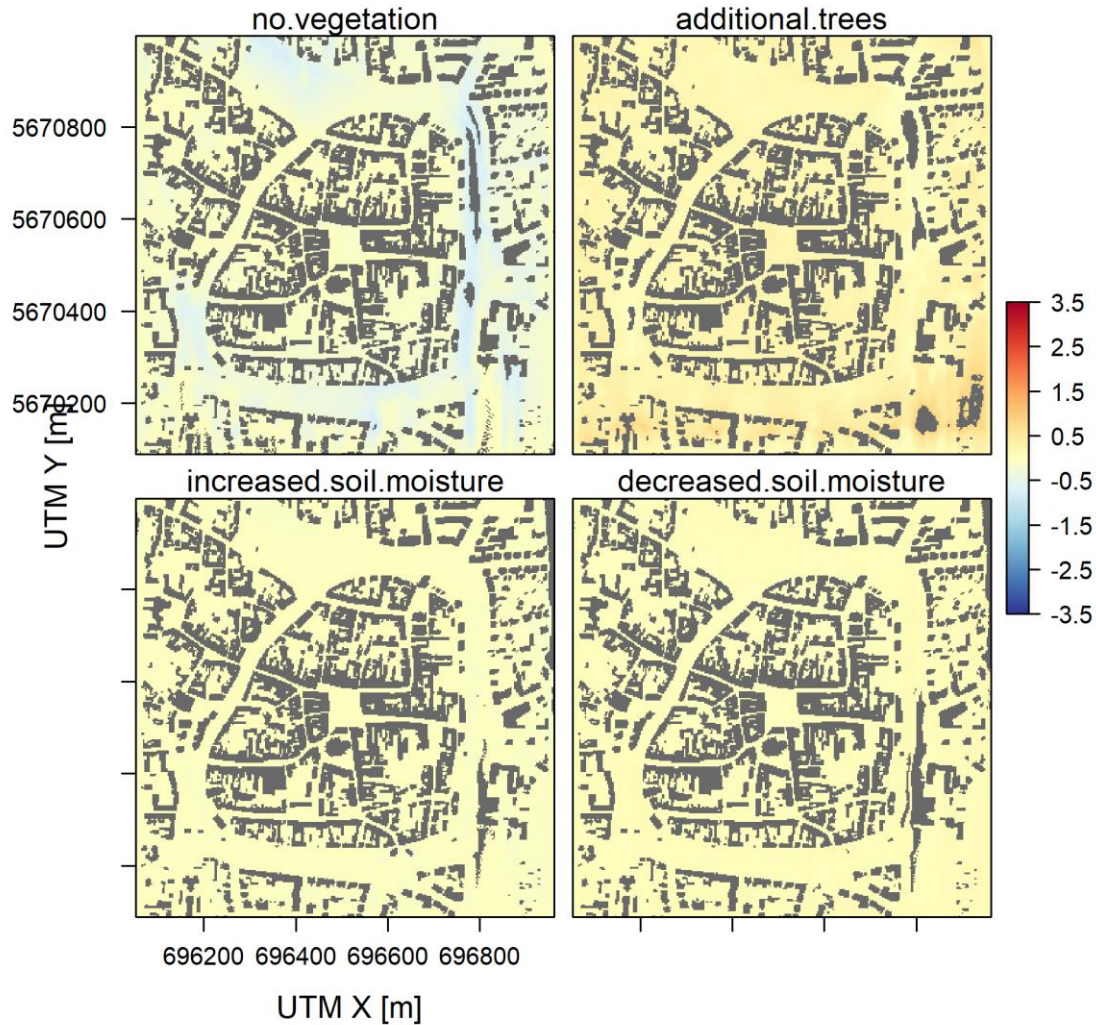 no.vegetation
additional.trees
5670800
5670600
5670400
5670200
UTM Y [m]
3.5
2.5
1.5
0.5
-0.5
-1.5
-2.5
-3.5
increased.soil.moisture
decreased.soil.moisture
696200 696400 696600 696800
UTM X [m]